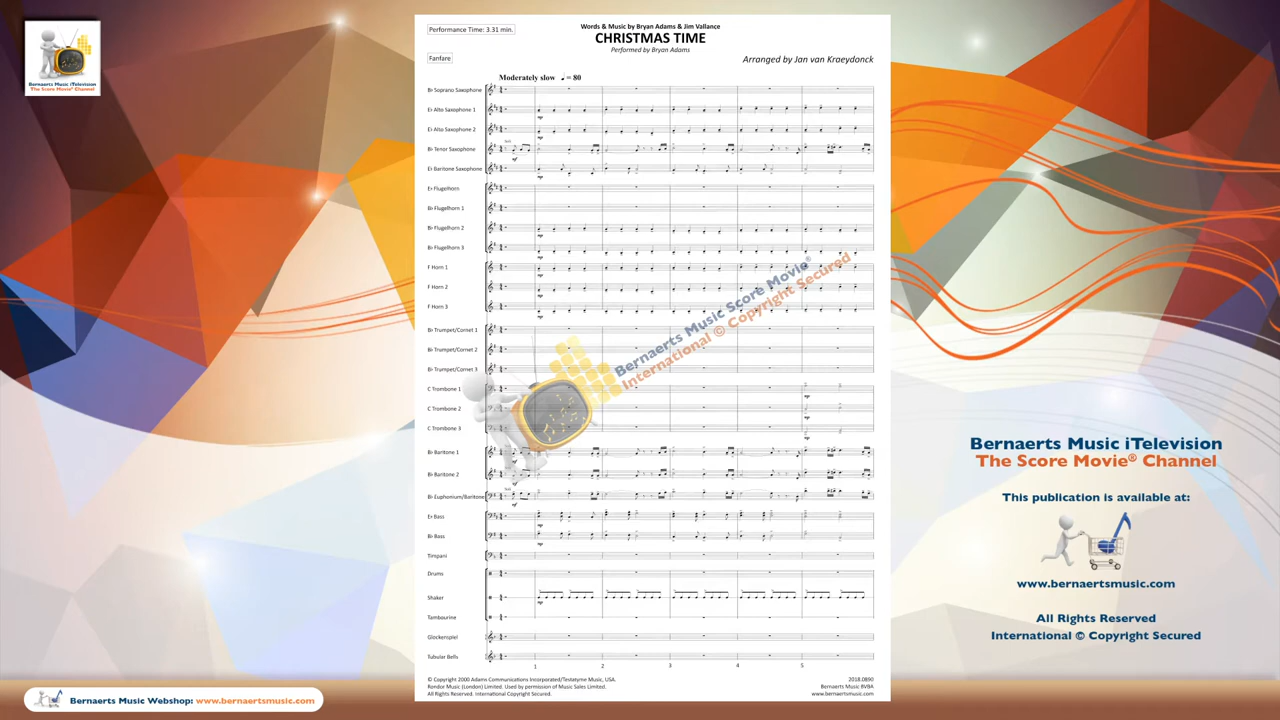 Bernaerts Music iTelevision
The Score Movie® Channel
Performance Time: 3.31 min.
Words & Music by Bryan Adams & Jim Vallance
CHRISTMAS TIME
Performed by Bryan Adams
Fanfare
Arranged by Jan van Kraeydonck
Moderately slow ♩ = 80
B♭ Soprano Saxophone
E♭ Alto Saxophone 1
E♭ Alto Saxophone 2
B♭ Tenor Saxophone
E♭ Baritone Saxophone
E♭ Flugelhorn
B♭ Flugelhorn 1
B♭ Flugelhorn 2
B♭ Flugelhorn 3
F Horn 1
F Horn 2
F Horn 3
B♭ Trumpet/Cornet 1
B♭ Trumpet/Cornet 2
B♭ Trumpet/Cornet 3
C Trombone 1
C Trombone 2
C Trombone 3
B♭ Baritone 1
B♭ Baritone 2
B♭ Euphonium/Baritone
E♭ Bass
B♭ Bass
Timpani
Drums
Shaker
Tambourine
Glockenspiel
Tubular Bells
1 2 3 4 5
Bernaerts Music Score Movie®
International © Copyright Secured
© Copyright 2000 Adams Communications Incorporated/Testatyme Music, USA.
Rondor Music (London) Limited. Used by permission of Music Sales Limited.
All Rights Reserved. International Copyright Secured.
2018.0890
Bernaerts Music BVBA
www.bernaertsmusic.com
Bernaerts Music iTelevision
The Score Movie® Channel
This publication is available at:
www.bernaertsmusic.com
All Rights Reserved
International © Copyright Secured
Bernaerts Music Webshop: www.bernaertsmusic.com